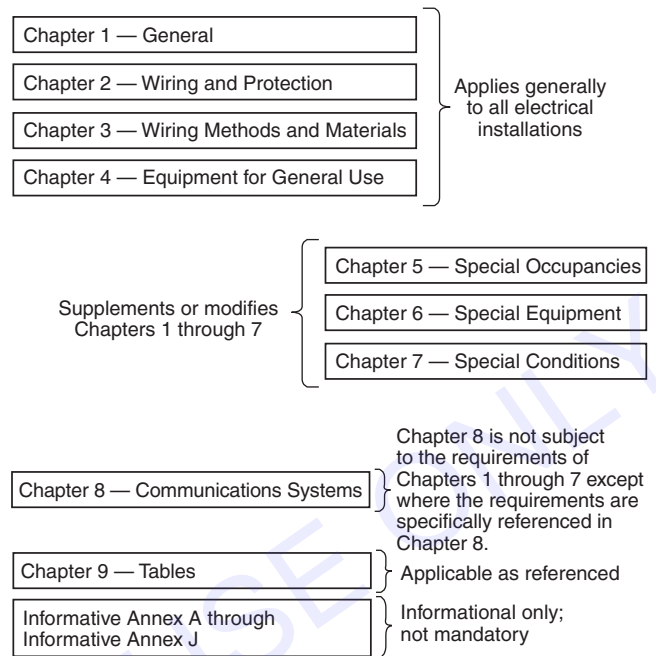 Chapter 1 — General
Chapter 2 — Wiring and Protection
Chapter 3 — Wiring Methods and Materials
Chapter 4 — Equipment for General Use
Applies generally
to all electrical
installations
Supplements or modifies
Chapters 1 through 7
Chapter 5 — Special Occupancies
Chapter 6 — Special Equipment
Chapter 7 — Special Conditions
Chapter 8 — Communications Systems
Chapter 8 is not subject
to the requirements of
Chapters 1 through 7 except
where the requirements are
specifically referenced in
Chapter 8.
Chapter 9 — Tables
Applicable as referenced
Informative Annex A through
Informative Annex J
Informational only;
not mandatory
USE ONLY